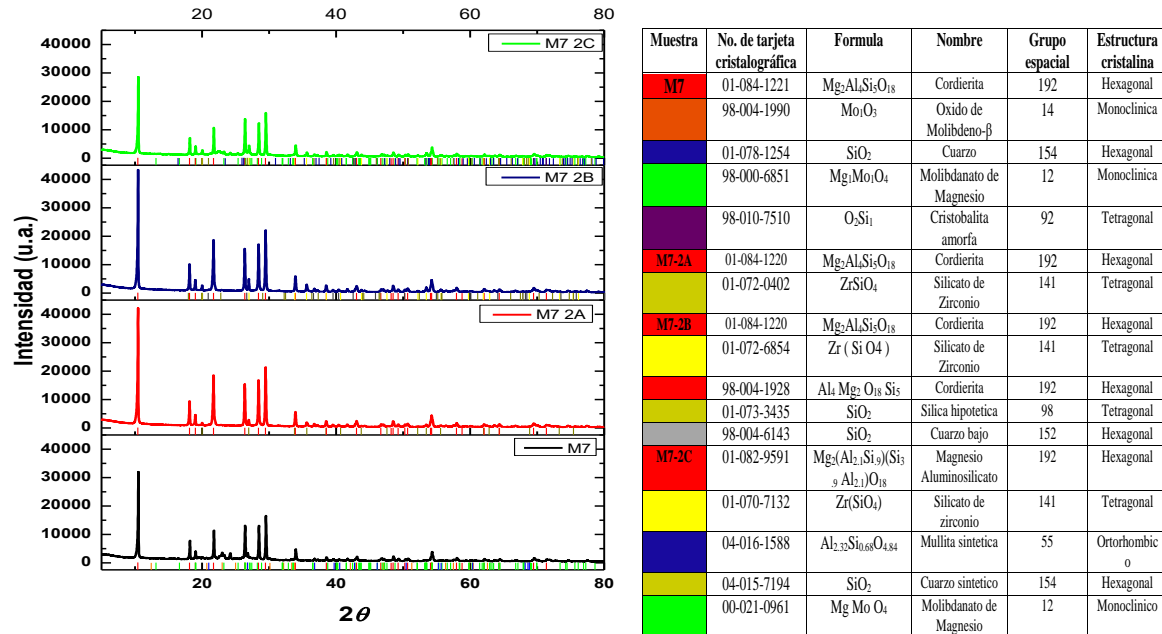 20 40 60 80
40000
30000
20000
10000
0
M7 2C
40000
30000
20000
10000
0
M7 2B
40000
30000
20000
10000
0
M7 2A
40000
30000
20000
10000
0
M7
Intensidad (u.a.)
20 40 60 80
2θ
Muestra No. de tarjeta cristalográfica Formula Nombre Grupo espacial Estructura cristalina
M7 01-084-1221 Mg₂Al₄Si₅O₁₈ Cordierita 192 Hexagonal
98-004-1990 Mo₁O₃ Oxido de Molibdeno-β 14 Monoclinica
01-078-1254 SiO₂ Cuarzo 154 Hexagonal
98-000-6851 Mg₁Mo₁O₄ Molibdanato de Magnesio 12 Monoclinica
98-010-7510 O₂Si₁ Cristobalita amorfa 92 Tetragonal
M7-2A 01-084-1220 Mg₂Al₄Si₅O₁₈ Cordierita 192 Hexagonal
01-072-0402 ZrSiO₄ Silicato de Zirconio 141 Tetragonal
M7-2B 01-084-1220 Mg₂Al₄Si₅O₁₈ Cordierita 192 Hexagonal
01-072-6854 Zr ( Si O4 ) Silicato de Zirconio 141 Tetragonal
98-004-1928 Al₄ Mg₂ O₁₈ Si₅ Cordierita 192 Hexagonal
01-073-3435 SiO₂ Silica hipotetica 98 Tetragonal
98-004-6143 SiO₂ Cuarzo bajo 152 Hexagonal
M7-2C 01-082-9591 Mg₂(Al₂.₁Si.₉)(Si₃.₉ Al₂.₁)O₁₈ Magnesio Aluminosilicato 192 Hexagonal
01-070-7132 Zr(SiO₄) Silicato de zirconio 141 Tetragonal
04-016-1588 Al₂.₃₂Si₀.₆₈O₄.₈₄ Mullita sintetica 55 Ortorhombico
04-015-7194 SiO₂ Cuarzo sintetico 154 Hexagonal
00-021-0961 Mg Mo O₄ Molibdanato de Magnesio 12 Monoclinico